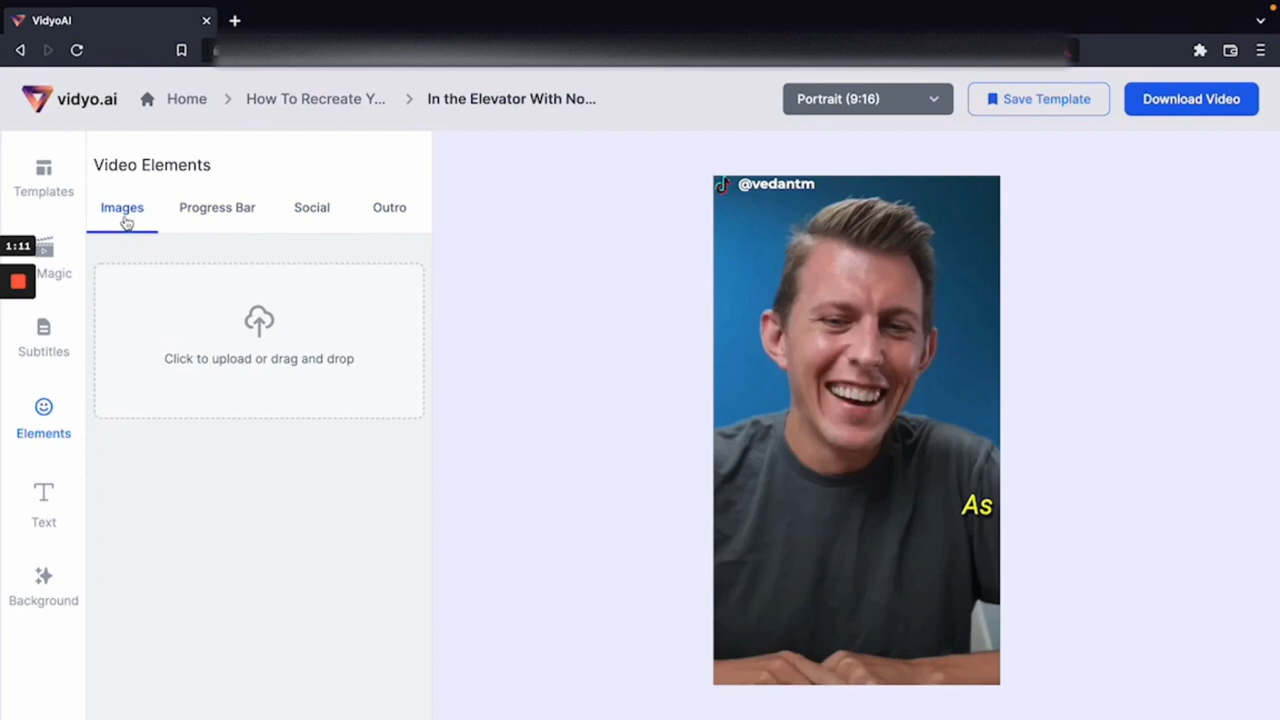 VidyoAI
vidyo.ai
Home
How To Recreate Y...
In the Elevator With No...
Portrait (9:16)
Save Template
Download Video
Templates
1:11
Magic
Subtitles
Elements
Text
Background
Video Elements
Images
Progress Bar
Social
Outro
Click to upload or drag and drop
@vedantm
As